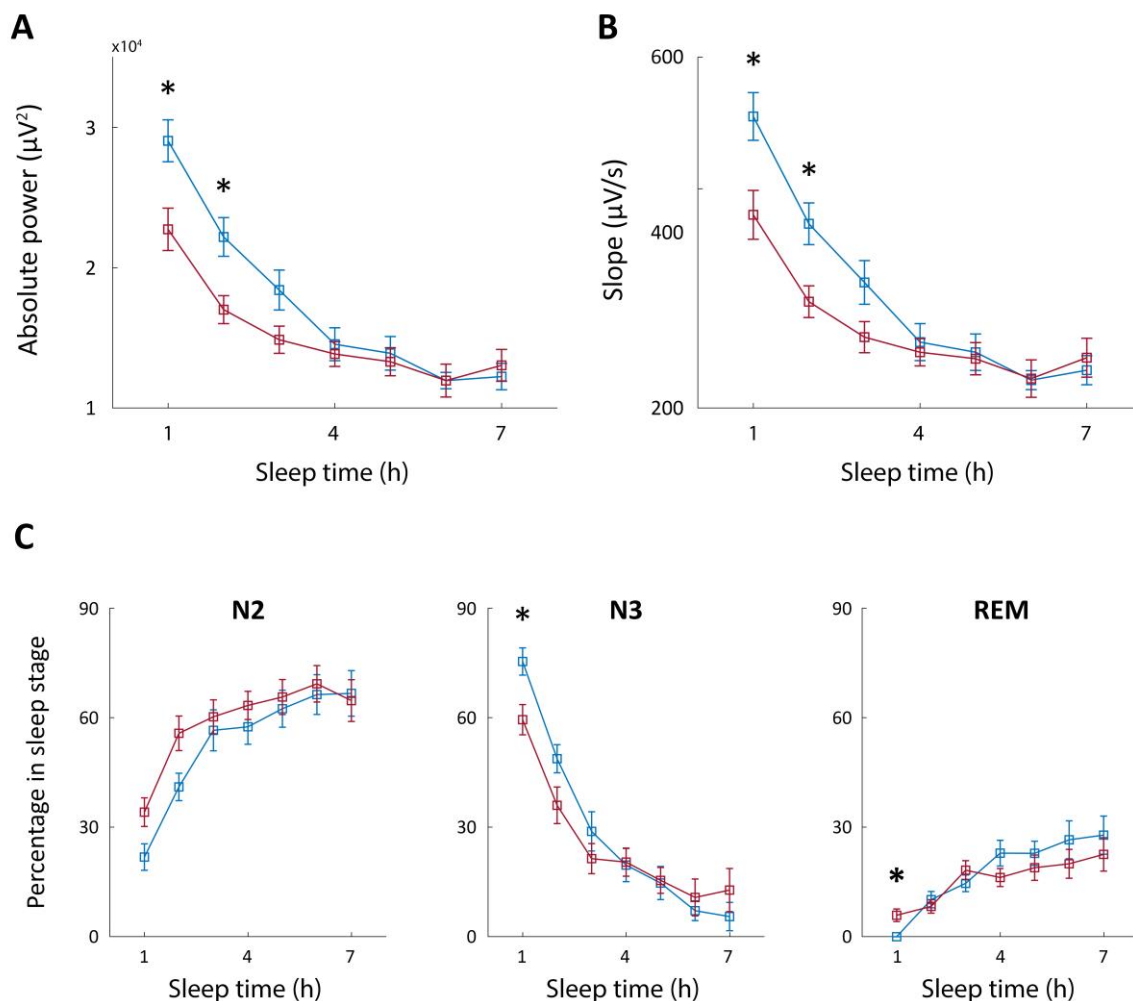 A
x10⁴
*
*
3
2
1
Absolute power (µV²)
1 4 7
Sleep time (h)
B
600
*
*
400
200
Slope (µV/s)
1 4 7
Sleep time (h)
C
N2
90
60
30
0
Percentage in sleep stage
1 4 7
Sleep time (h)
N3
90
*
60
30
0
1 4 7
Sleep time (h)
REM
90
60
30
*
0
1 4 7
Sleep time (h)